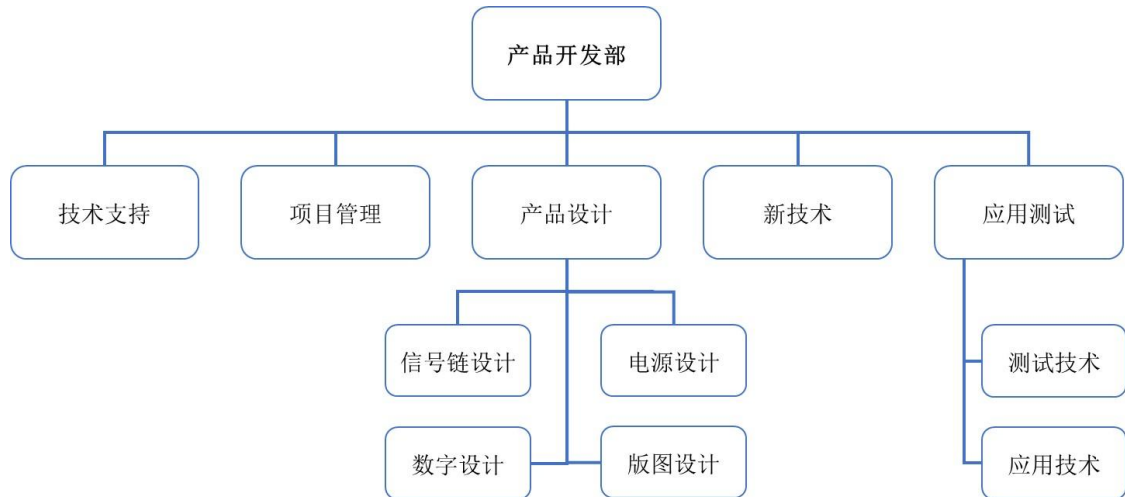 产品开发部
技术支持
项目管理
产品设计
新技术
应用测试
信号链设计
电源设计
测试技术
数字设计
版图设计
应用技术